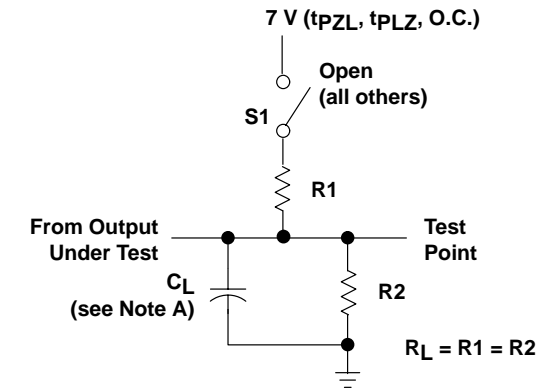 7 V (tPZL, tPLZ, O.C.)
Open
(all others)
S1
R1
From Output
Under Test
Test
Point
CL
(see Note A)
R2
RL = R1 = R2